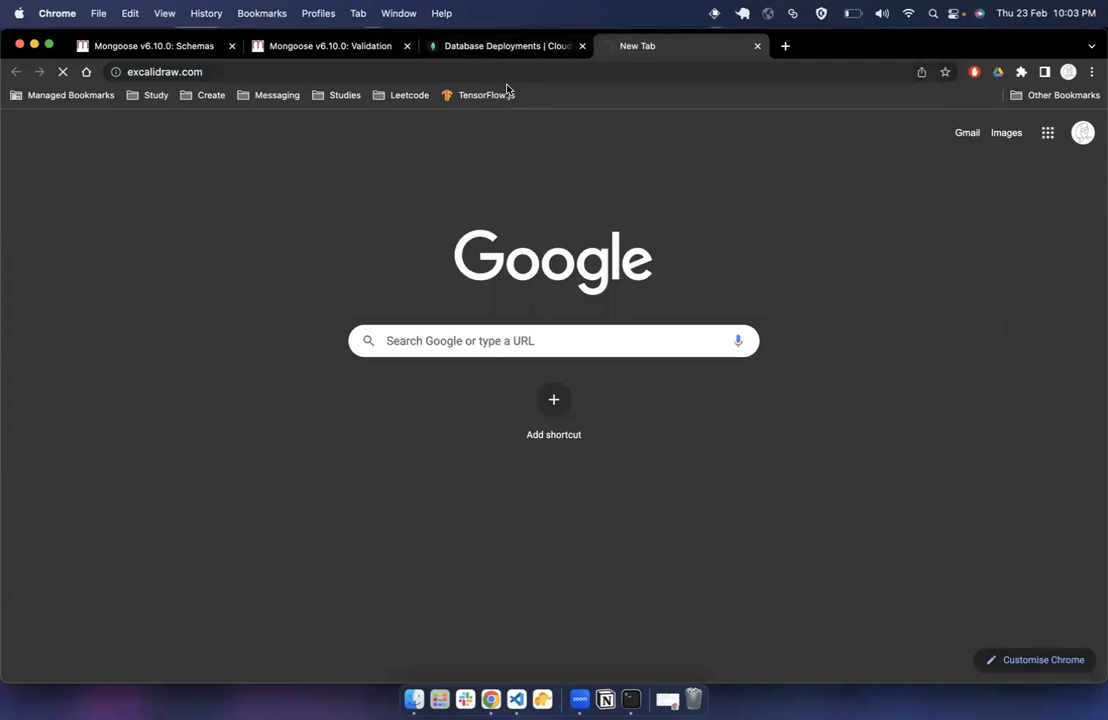 Chrome File Edit View History Bookmarks Profiles Tab Window Help Thu 23 Feb 10:03 PM
Mongoose v6.10.0: Schemas Mongoose v6.10.0: Validation Database Deployments | Cloud New Tab
excalidraw.com
Managed Bookmarks Study Create Messaging Studies Leetcode TensorFlow.js Other Bookmarks
Gmail Images
Google
Search Google or type a URL
Add shortcut
Customise Chrome
zoom